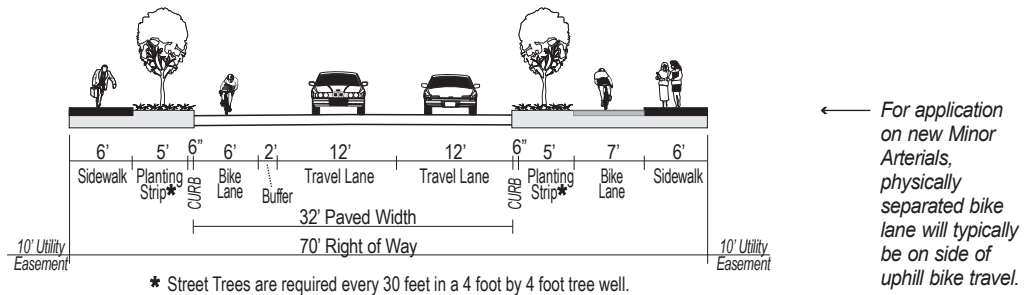 6’ 5’ 6” 6’ 2’ 12’ 12’ 6” 5’ 7’ 6’
Sidewalk Planting Strip* CURB Bike Lane Buffer Travel Lane Travel Lane CURB Planting Strip* Bike Lane Sidewalk
32’ Paved Width
70’ Right of Way
10’ Utility Easement
10’ Utility Easement
* Street Trees are required every 30 feet in a 4 foot by 4 foot tree well.
For application
on new Minor
Arterials,
physically
separated bike
lane will typically
be on side of
uphill bike travel.